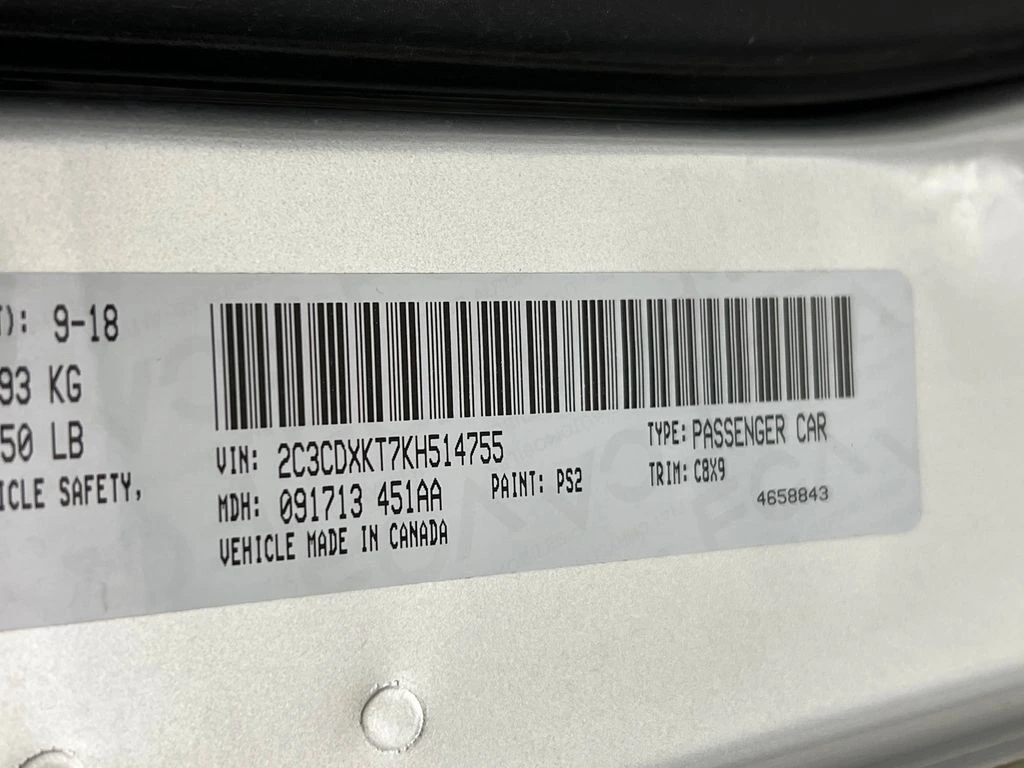 T): 9-18
93 KG
50 LB
ICLE SAFETY,
VIN: 2C3CDXKT7KH514755
TYPE: PASSENGER CAR
MDH: 091713 451AA
PAINT: PS2
TRIM: C8X9
4658843
VEHICLE MADE IN CANADA